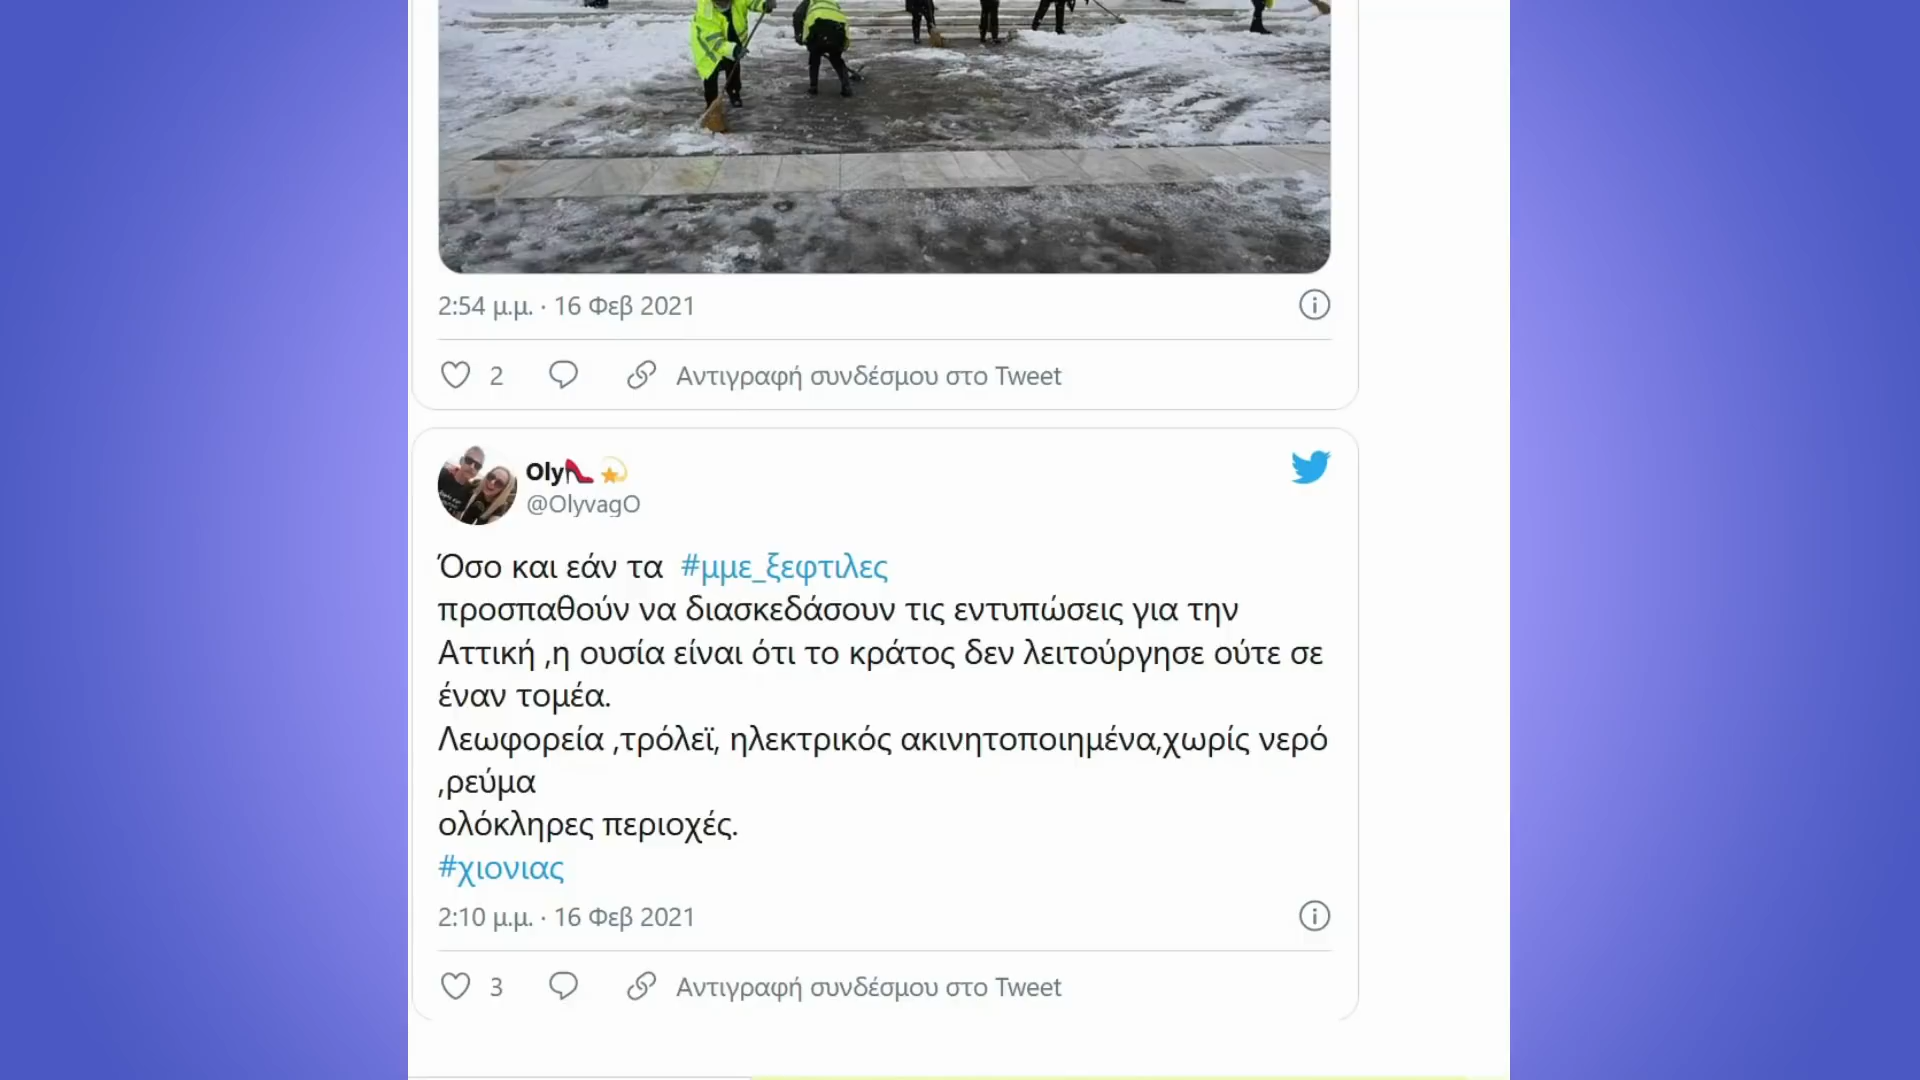 2:54 μ.μ. · 16 Φεβ 2021
2 Αντιγραφή συνδέσμου στο Tweet
Oly👠💫
@OlyvagO
Όσο και εάν τα #μμε_ξεφτιλες
προσπαθούν να διασκεδάσουν τις εντυπώσεις για την
Αττική ,η ουσία είναι ότι το κράτος δεν λειτούργησε ούτε σε
έναν τομέα.
Λεωφορεία ,τρόλεϊ, ηλεκτρικός ακινητοποιημένα,χωρίς νερό
,ρεύμα
ολόκληρες περιοχές.
#χιονιας
2:10 μ.μ. · 16 Φεβ 2021
3 Αντιγραφή συνδέσμου στο Tweet